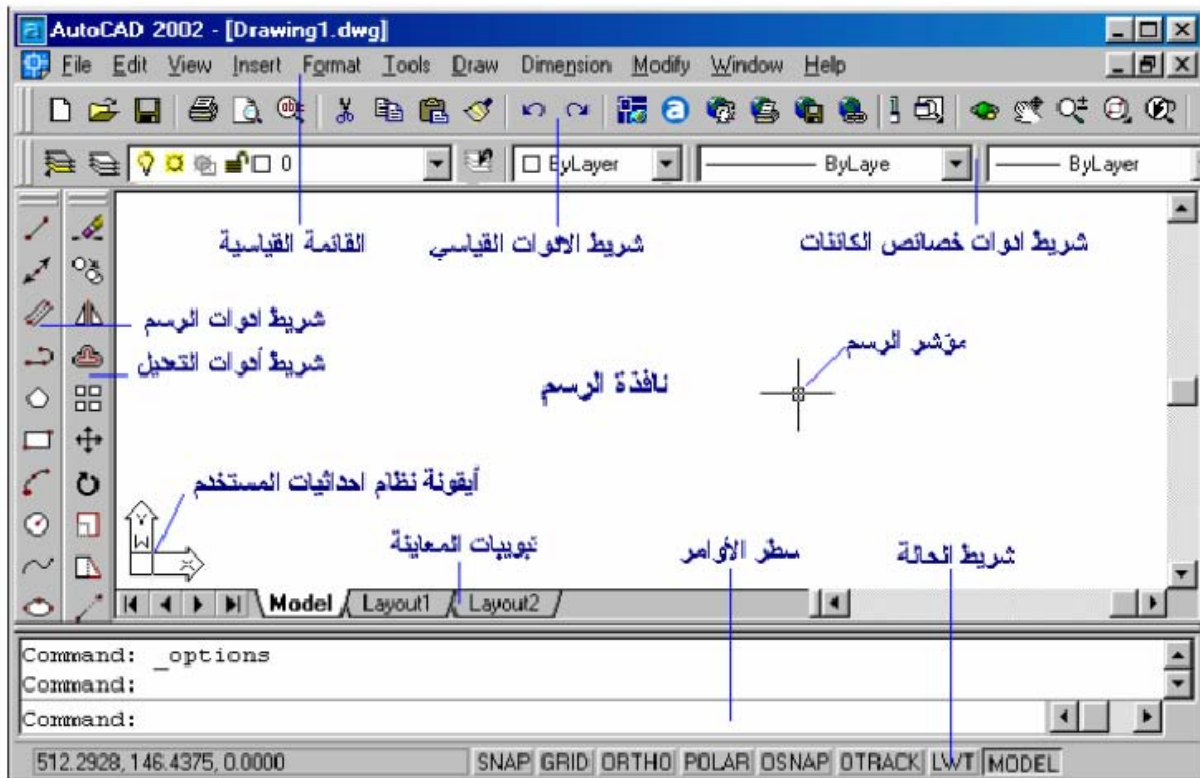 AutoCAD 2002 - [Drawing1.dwg]
File Edit View Insert Format Tools Draw Dimension Modify Window Help
0 ByLayer ByLaye ByLayer
القائمة القياسية شريط الادوات القياسي شريط ادوات خصائص الكائنات
شريط ادوات الرسم
مؤشر الرسم
شريط أدوات التعديل
نافذة الرسم
أيقونة نظام احداثيات المستخدم
تبويبات المعاينة سطر الأوامر شريط الحالة
Y
W
X
Model Layout1 Layout2
Command: _options
Command:
Command:
512.2928, 146.4375, 0.0000 SNAP GRID ORTHO POLAR OSNAP OTRACK LWT MODEL